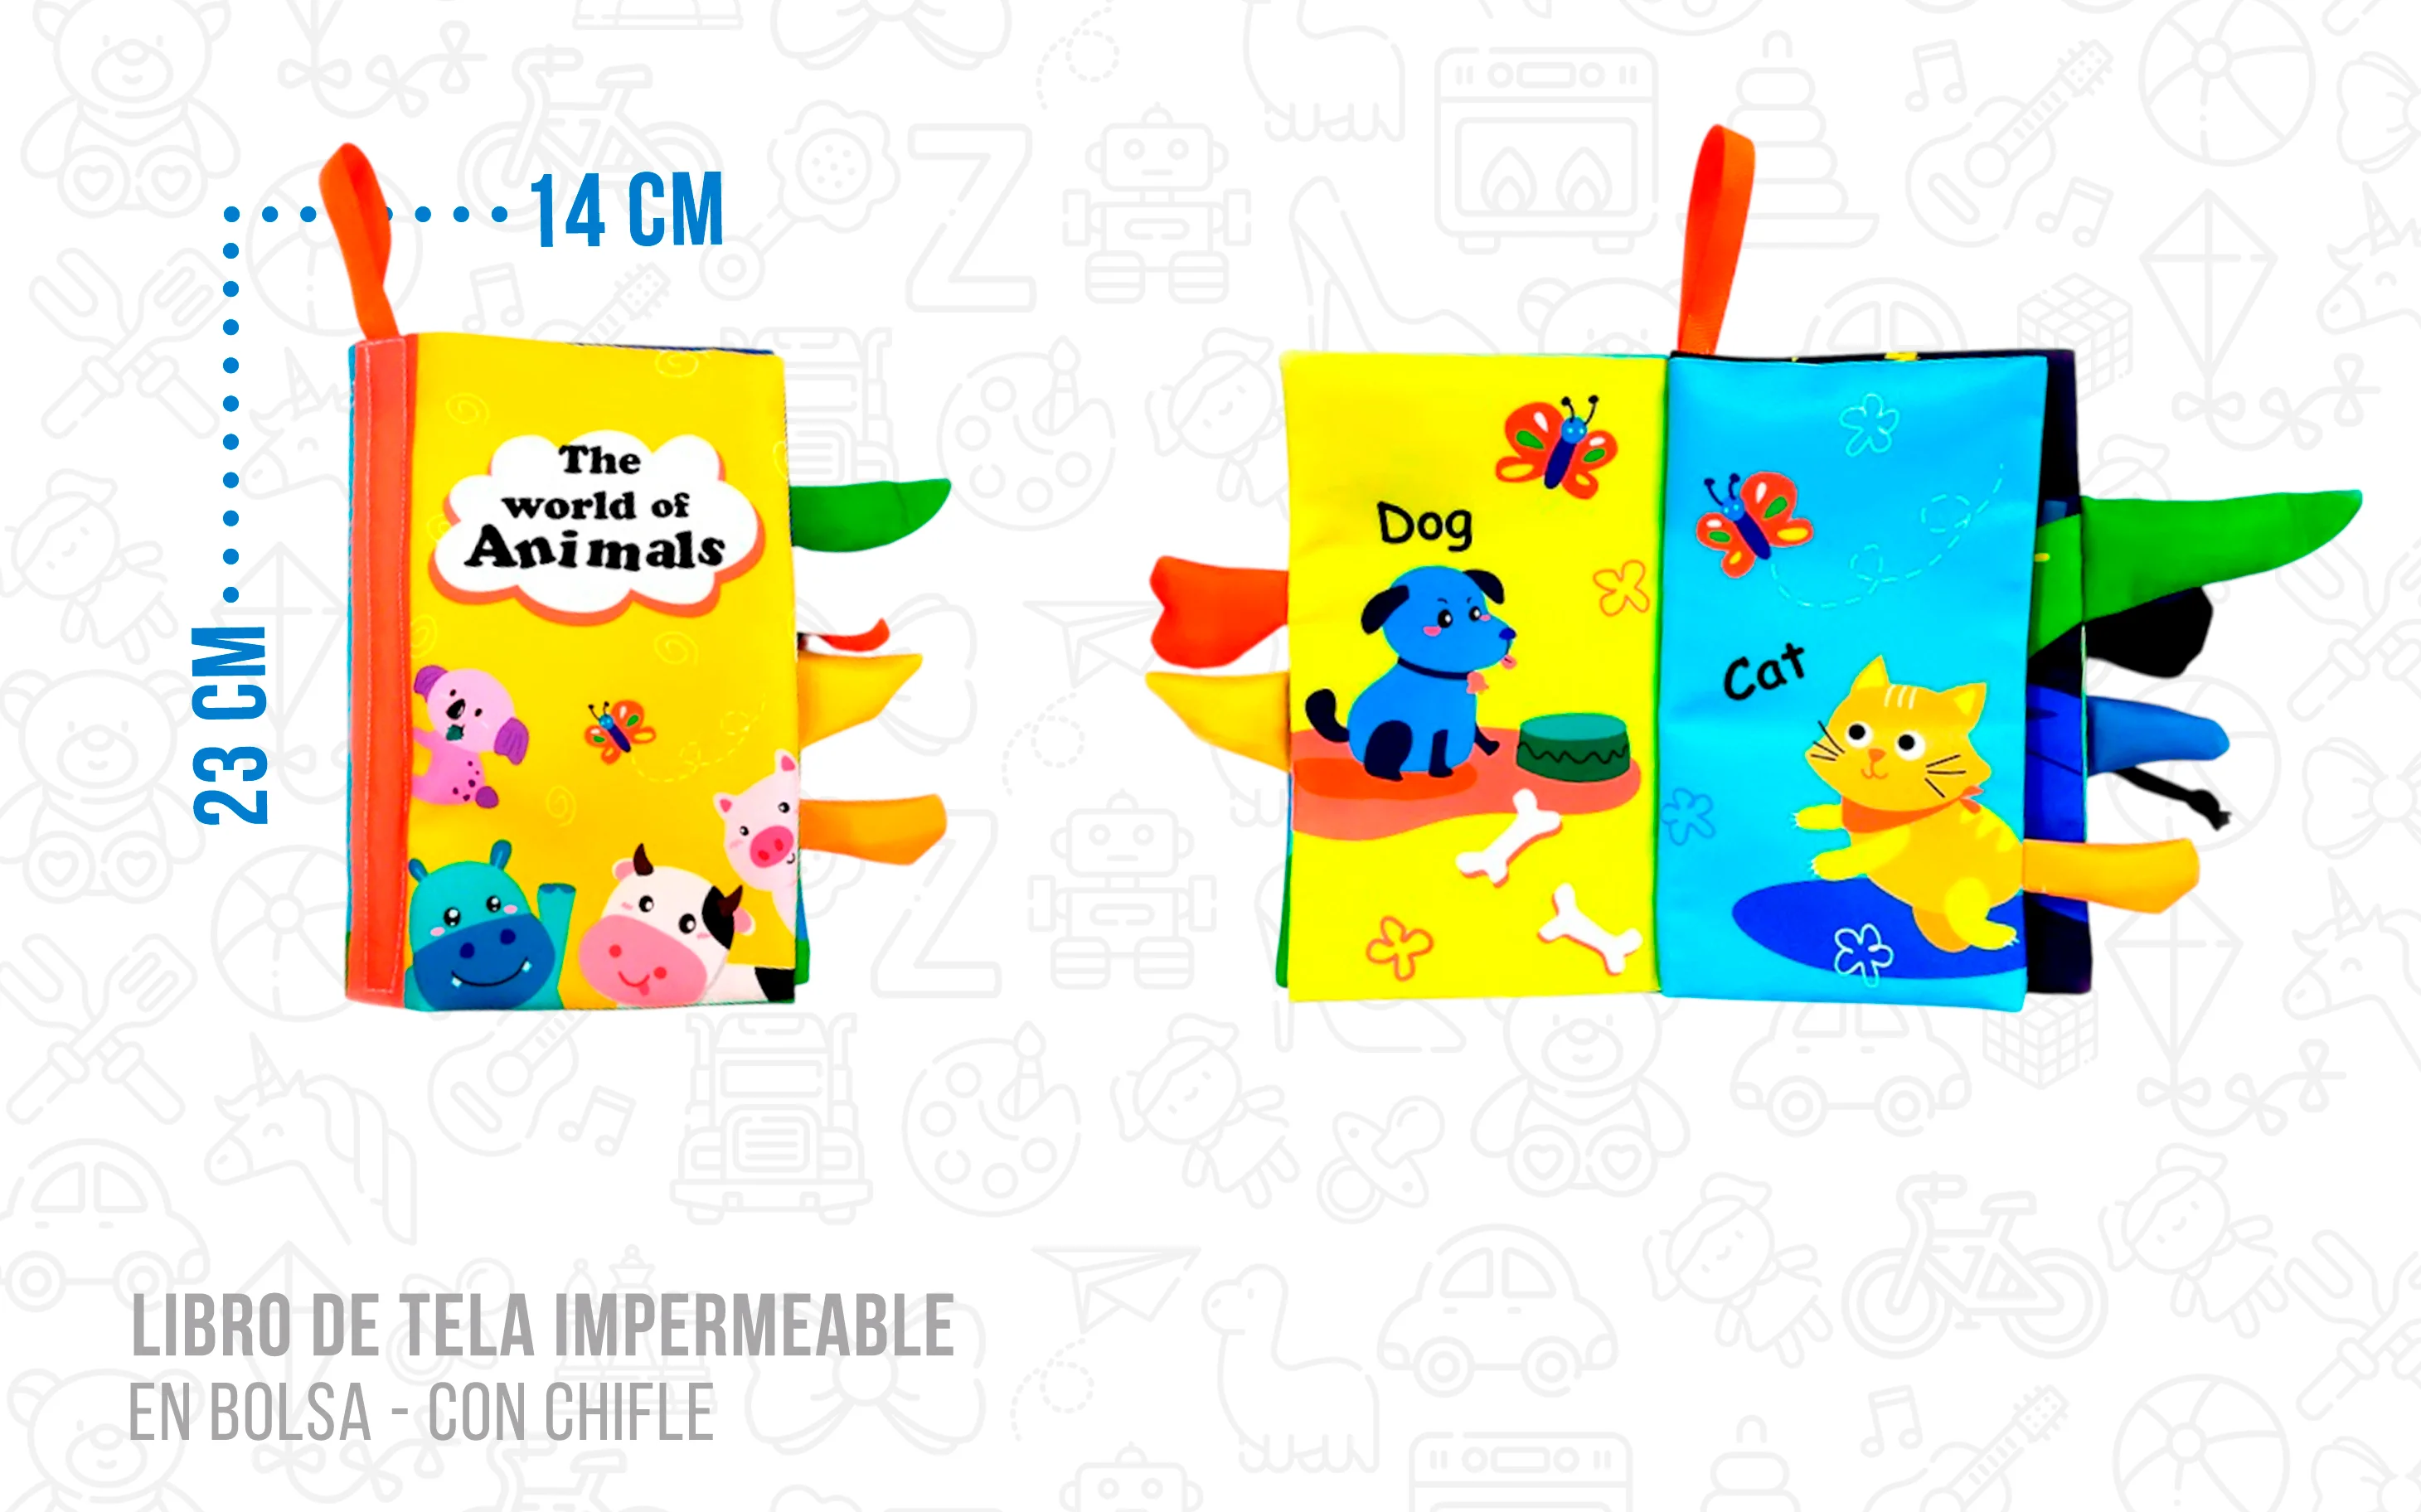 14 CM
23 CM
The
world of
Animals
Dog
Cat
LIBRO DE TELA IMPERMEABLE
EN BOLSA - CON CHIFLE